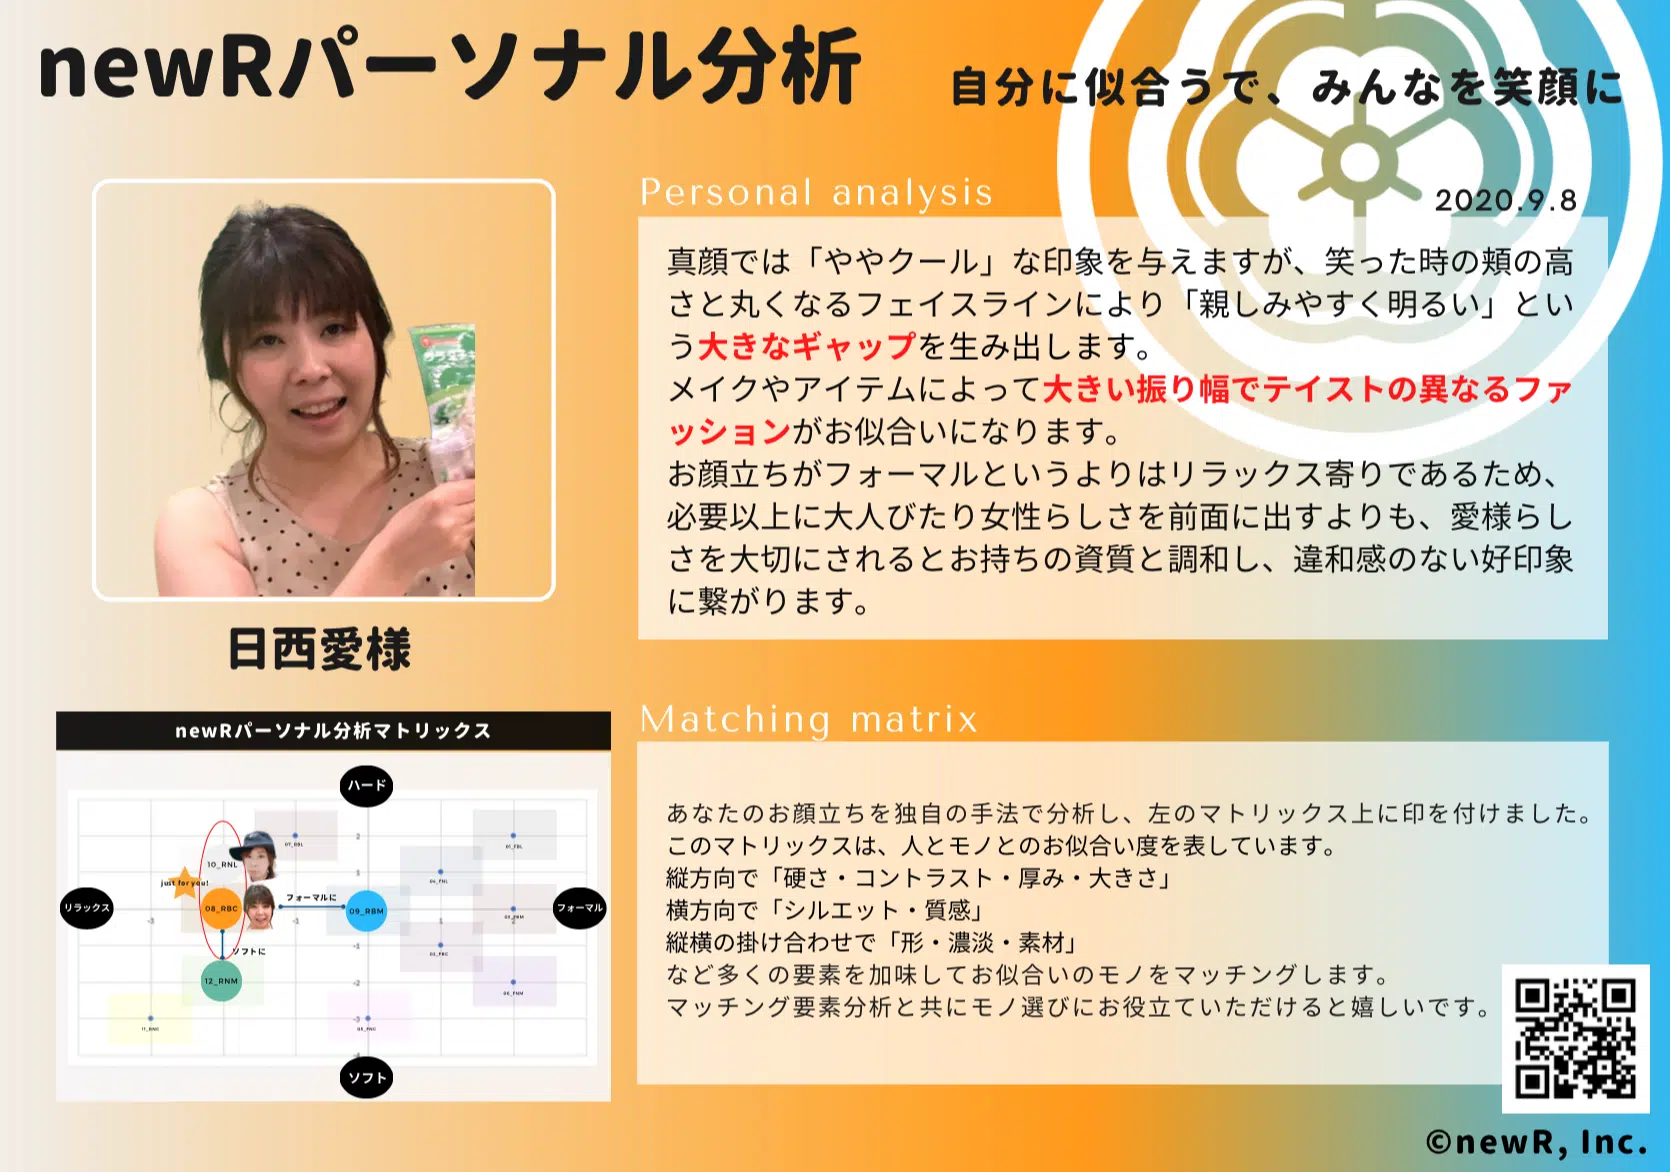 newRパーソナル分析
自分に似合うで、みんなを笑顔に
Personal analysis
2020.9.8
真顔では「ややクール」な印象を与えますが、笑った時の頬の高
さと丸くなるフェイスラインにより「親しみやすく明るい」とい
う大きなギャップを生み出します。
メイクやアイテムによって大きい振り幅でテイストの異なるファ
ッションがお似合いになります。
お顔立ちがフォーマルというよりはリラックス寄りであるため、
必要以上に大人びたり女性らしさを前面に出すよりも、愛様らし
さを大切にされるとお持ちの資質と調和し、違和感のない好印象
に繋がります。
日西愛様
newRパーソナル分析マトリックス
ハード
リラックス
フォーマル
ソフト
10_RNL
just for you!
08_RBC
フォーマルに
09_RBM
ソフトに
12_RNM
Matching matrix
あなたのお顔立ちを独自の手法で分析し、左のマトリックス上に印を付けました。
このマトリックスは、人とモノとのお似合い度を表しています。
縦方向で「硬さ・コントラスト・厚み・大きさ」
横方向で「シルエット・質感」
縦横の掛け合わせで「形・濃淡・素材」
など多くの要素を加味してお似合いのモノをマッチングします。
マッチング要素分析と共にモノ選びにお役立ていただけると嬉しいです。
©newR, Inc.